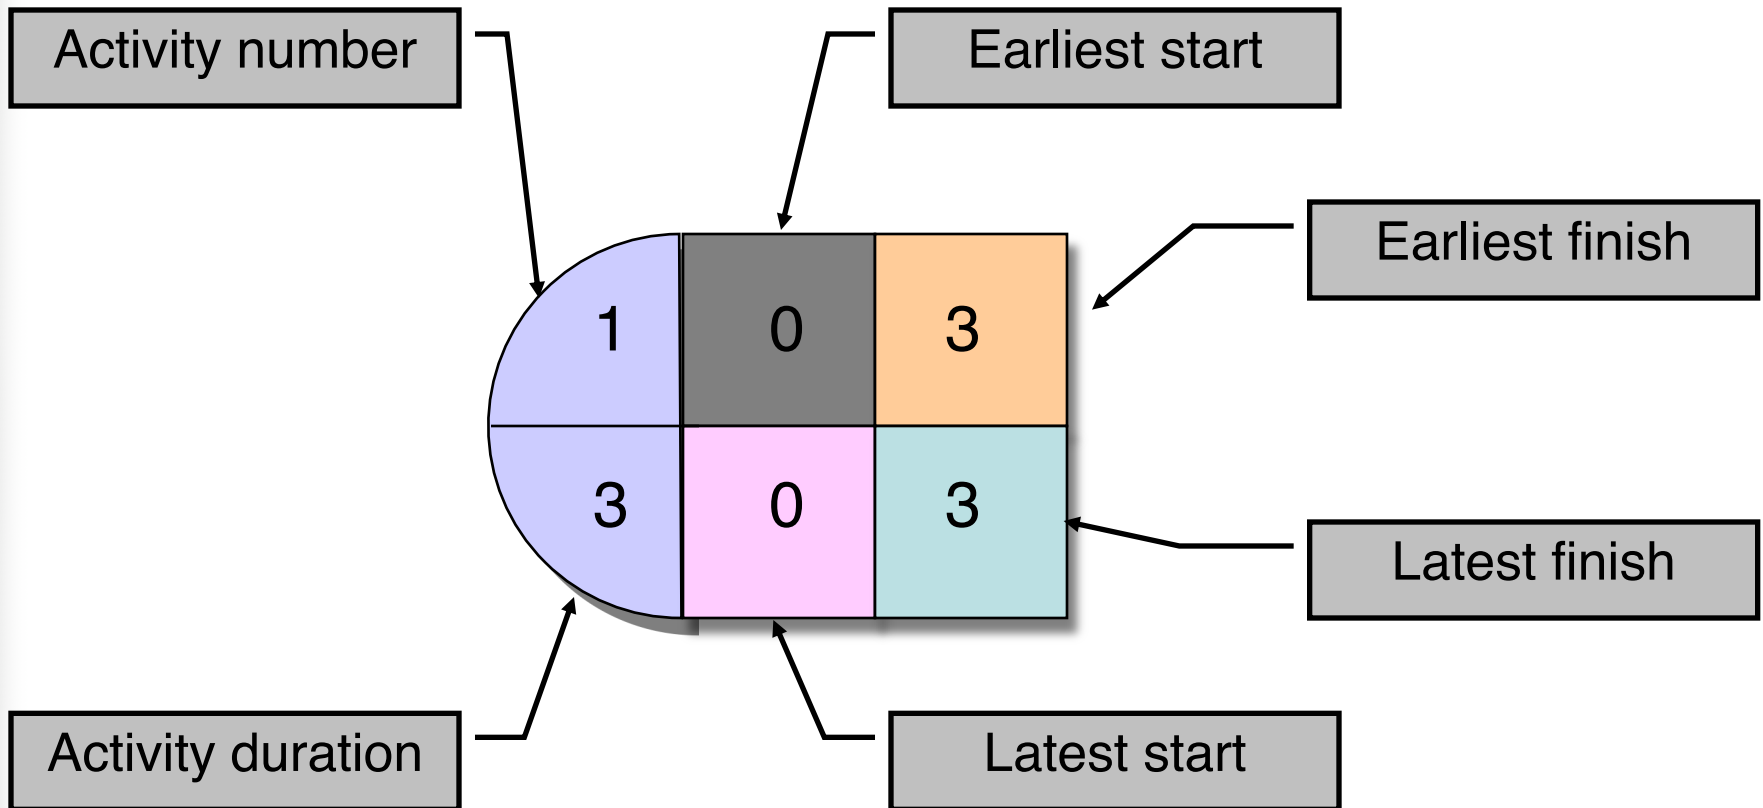 Activity number
Earliest start
Earliest finish
1 0 3
3 0 3
Latest finish
Activity duration
Latest start